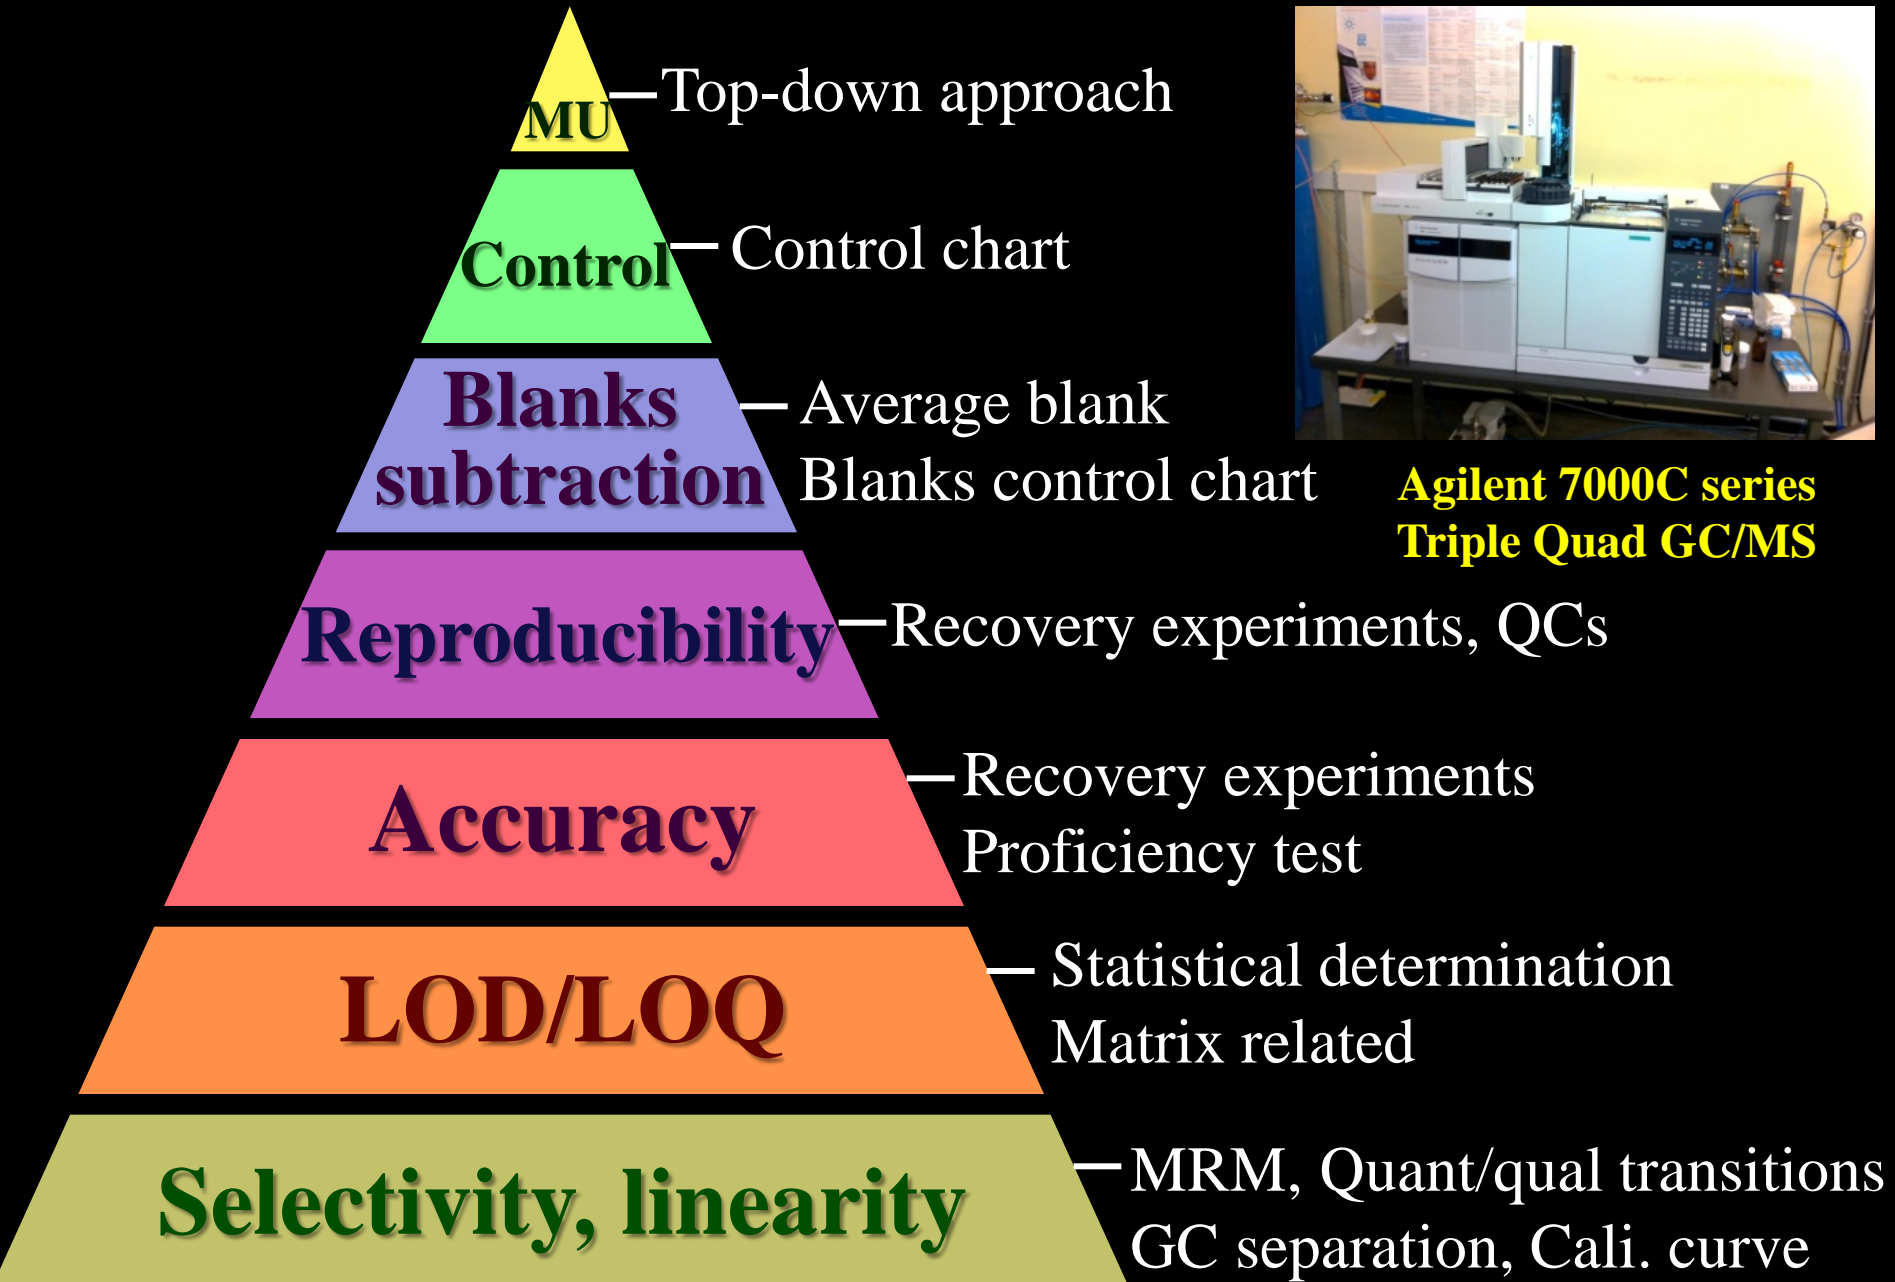 MU
Top-down approach
Control
Control chart
Blanks
subtraction
Average blank
Blanks control chart
Agilent 7000C series
Triple Quad GC/MS
Reproducibility
Recovery experiments, QCs
Accuracy
Recovery experiments
Proficiency test
LOD/LOQ
Statistical determination
Matrix related
Selectivity, linearity
MRM, Quant/qual transitions
GC separation, Cali. curve